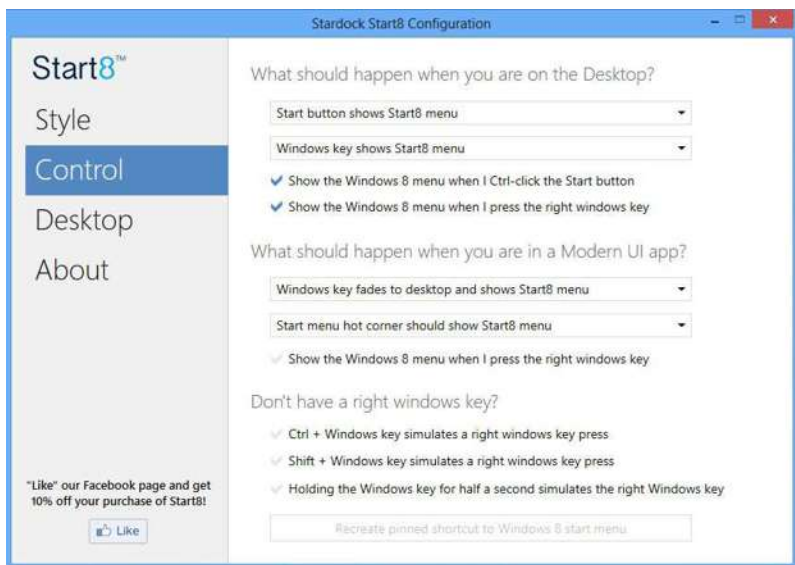 Stardock Start8 Configuration
Start8™
Style
Control
Desktop
About
"Like" our Facebook page and get
10% off your purchase of Start8!
Like
What should happen when you are on the Desktop?
Start button shows Start8 menu
Windows key shows Start8 menu
Show the Windows 8 menu when I Ctrl-click the Start button
Show the Windows 8 menu when I press the right windows key
What should happen when you are in a Modern UI app?
Windows key fades to desktop and shows Start8 menu
Start menu hot corner should show Start8 menu
Show the Windows 8 menu when I press the right windows key
Don't have a right windows key?
Ctrl + Windows key simulates a right windows key press
Shift + Windows key simulates a right windows key press
Holding the Windows key for half a second simulates the right Windows key
Recreate pinned shortcut to Windows 8 start menu